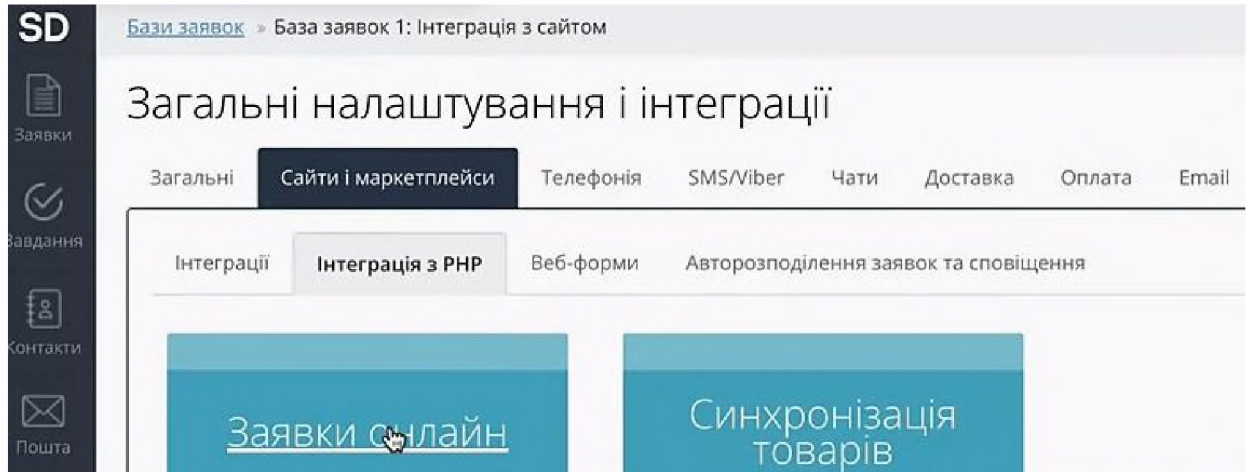 SD
Бази заявок » База заявок 1: Інтеграція з сайтом
Загальні налаштування і інтеграції
Заявки
Загальні Сайти і маркетплейси Телефонія SMS/Viber Чати Доставка Оплата Email
Завдання
Інтеграції Інтеграція з PHP Веб-форми Авторозподілення заявок та сповіщення
Контакти
Заявки онлайн
Синхронізація
товарів
Пошта